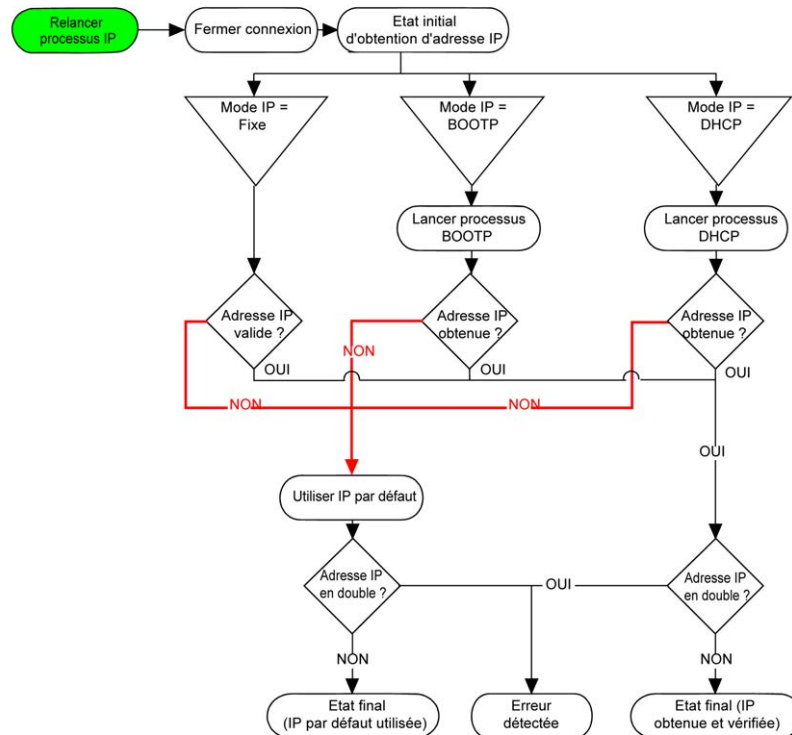 Relancer
processus IP
Fermer connexion
Etat initial
d'obtention d'adresse IP
Mode IP =
Fixe
Mode IP =
BOOTP
Mode IP =
DHCP
Lancer processus
BOOTP
Lancer processus
DHCP
Adresse IP
valide ?
Adresse IP
obtenue ?
Adresse IP
obtenue ?
NON
OUI
OUI
OUI
NON
NON
OUI
Utiliser IP par défaut
Adresse IP
en double ?
OUI
Adresse IP
en double ?
NON
NON
Etat final
(IP par défaut utilisée)
Erreur
détectée
Etat final (IP
obtenue et vérifiée)